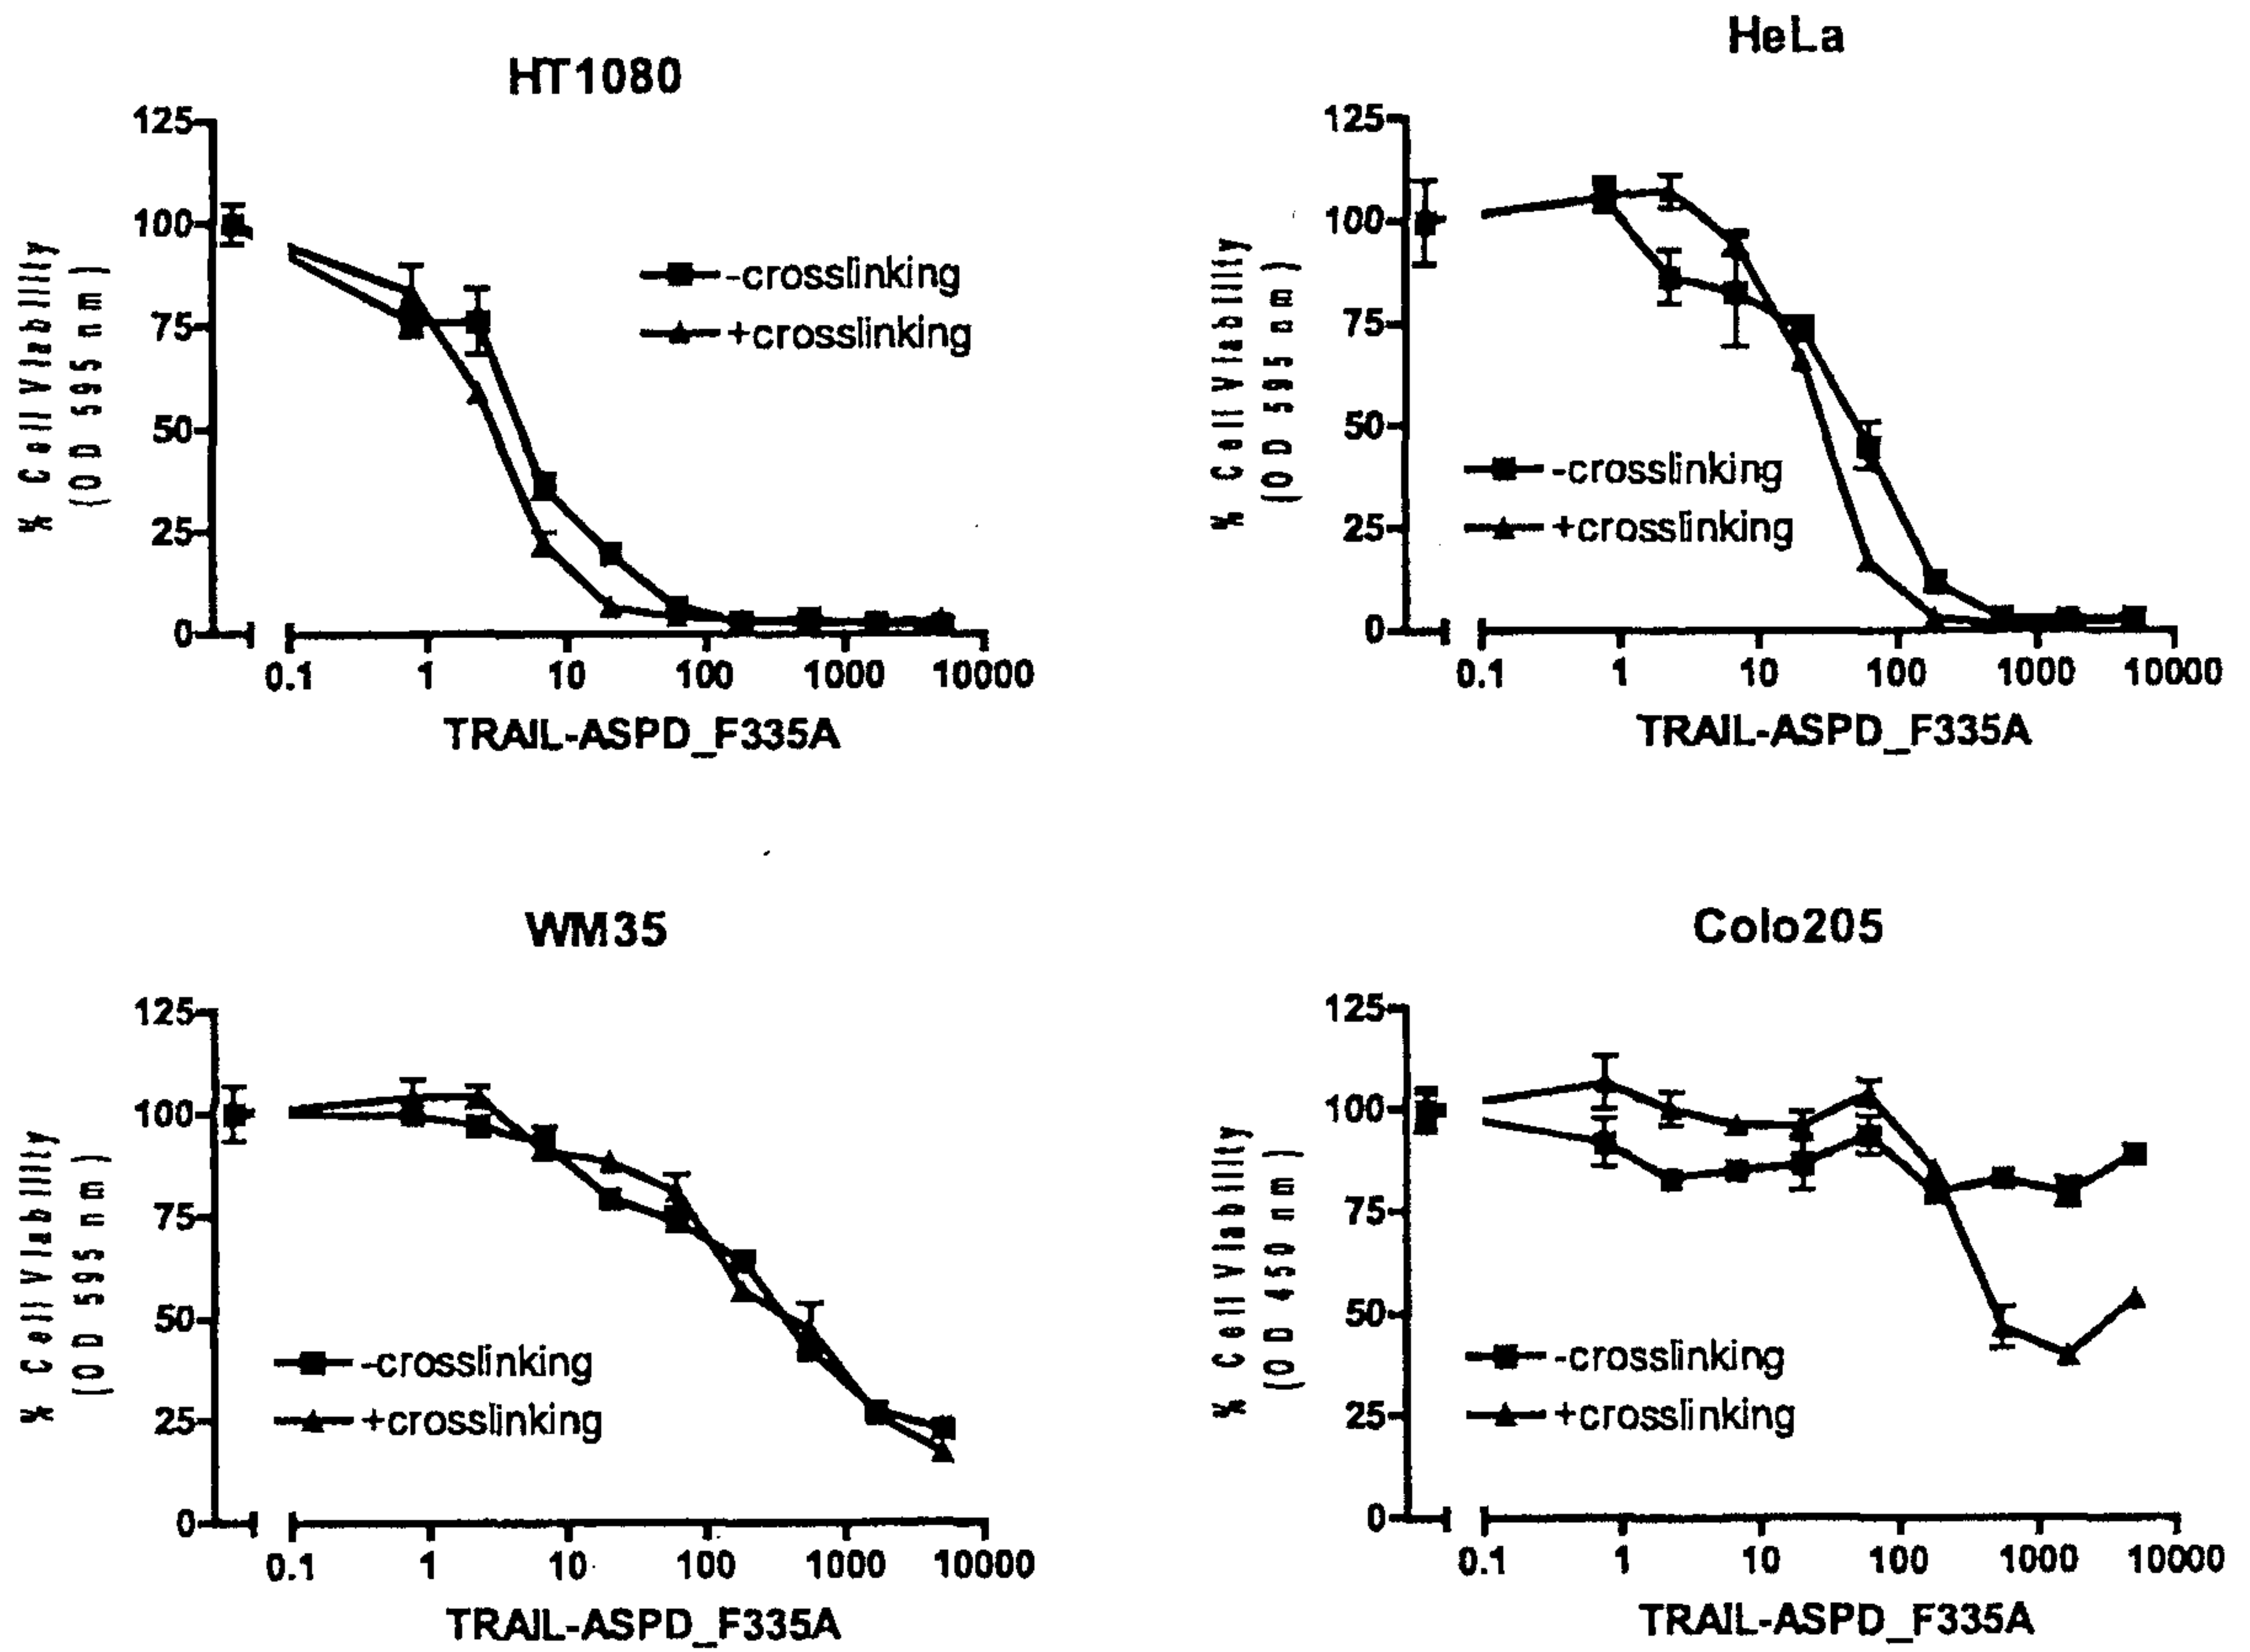 HT1080
125
100
75
50
25
0
% Cell Viability
(OD 595 nm)
-crosslinking
+crosslinking
0.1 1 10 100 1000 10000
TRAIL-ASPD_F335A
HeLa
125
100
75
50
25
0
% Cell Viability
(OD 595 nm)
-crosslinking
+crosslinking
0.1 1 10 100 1000 10000
TRAIL-ASPD_F335A
WM35
125
100
75
50
25
0
% Cell Viability
(OD 595 nm)
-crosslinking
+crosslinking
0.1 1 10 100 1000 10000
TRAIL-ASPD_F335A
Colo205
125
100
75
50
25
0
% Cell Viability
(OD 450 nm)
-crosslinking
+crosslinking
0.1 1 10 100 1000 10000
TRAIL-ASPD_F335A